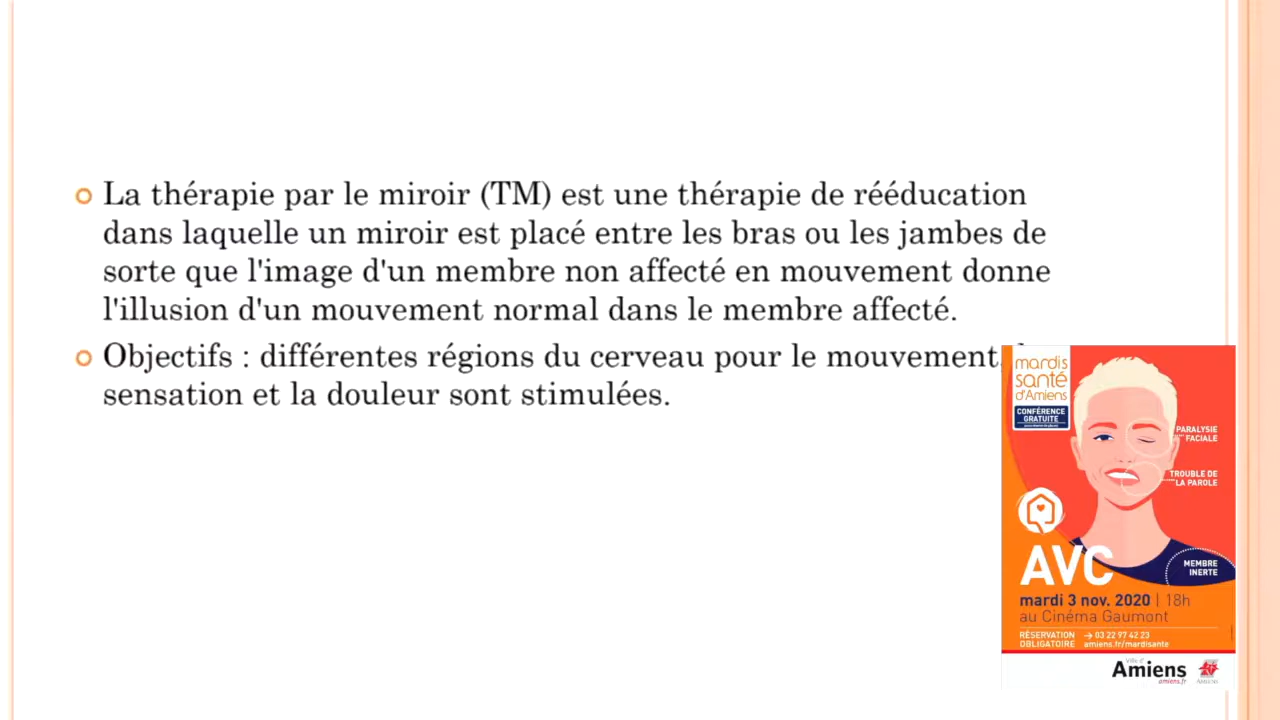 La thérapie par le miroir (TM) est une thérapie de rééducation
dans laquelle un miroir est placé entre les bras ou les jambes de
sorte que l'image d'un membre non affecté en mouvement donne
l'illusion d'un mouvement normal dans le membre affecté.
Objectifs : différentes régions du cerveau pour le mouvement,
sensation et la douleur sont stimulées.
mardis
santé
d'Amiens
CONFÉRENCE
GRATUITE
PARALYSIE
FACIALE
TROUBLE DE
LA PAROLE
AVC
MEMBRE
INERTE
mardi 3 nov. 2020 | 18h
au Cinéma Gaumont
RÉSERVATION → 03 22 97 42 23
OBLIGATOIRE amiens.fr/mardisante
Ville d'
Amiens
amiens.fr
AMIENS